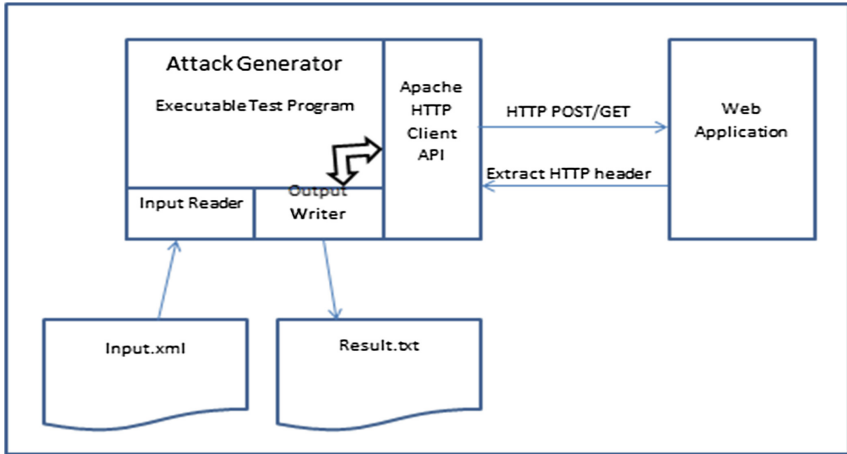 Attack Generator
Executable Test Program
Apache
HTTP
Client
API
HTTP POST/GET
Web
Application
Extract HTTP header
Input Reader
Output
Writer
Input.xml
Result.txt